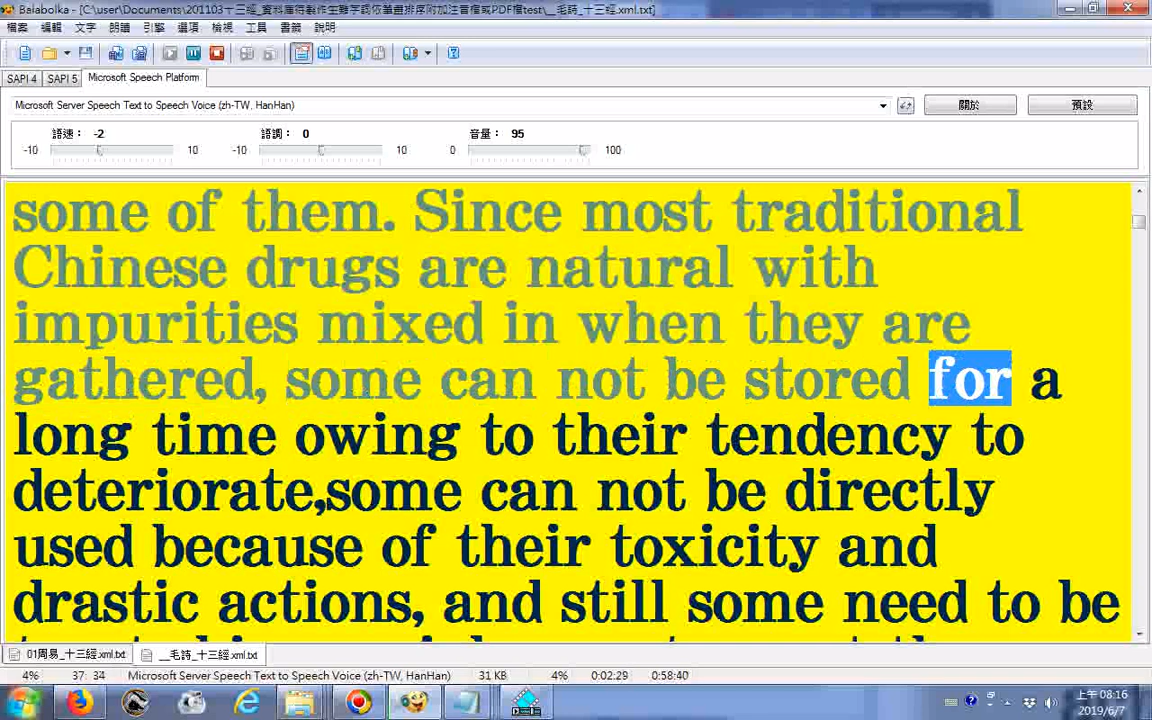 Balabolka - [C:\user\Documents\201103十三經_資料庫待製作生難字詞依筆畫排序附加注音檔或PDF檔test\__毛詩_十三經.xml.txt]
檔案 編輯 文字 朗讀 引擎 選項 檢視 工具 書籤 說明
SAPI 4 SAPI 5 Microsoft Speech Platform
Microsoft Server Speech Text to Speech Voice (zh-TW, HanHan) 關於 預設
語速: -2 語調: 0 音量: 95
-10 10 -10 10 0 100
some of them. Since most traditional
Chinese drugs are natural with
impurities mixed in when they are
gathered, some can not be stored for a
long time owing to their tendency to
deteriorate,some can not be directly
used because of their toxicity and
drastic actions, and still some need to be
01周易_十三經.xml.txt __毛詩_十三經.xml.txt
4% 37: 34 Microsoft Server Speech Text to Speech Voice (zh-TW, HanHan) 31 KB 4% 0:02:29 0:58:40
上午 08:16
2019/6/7